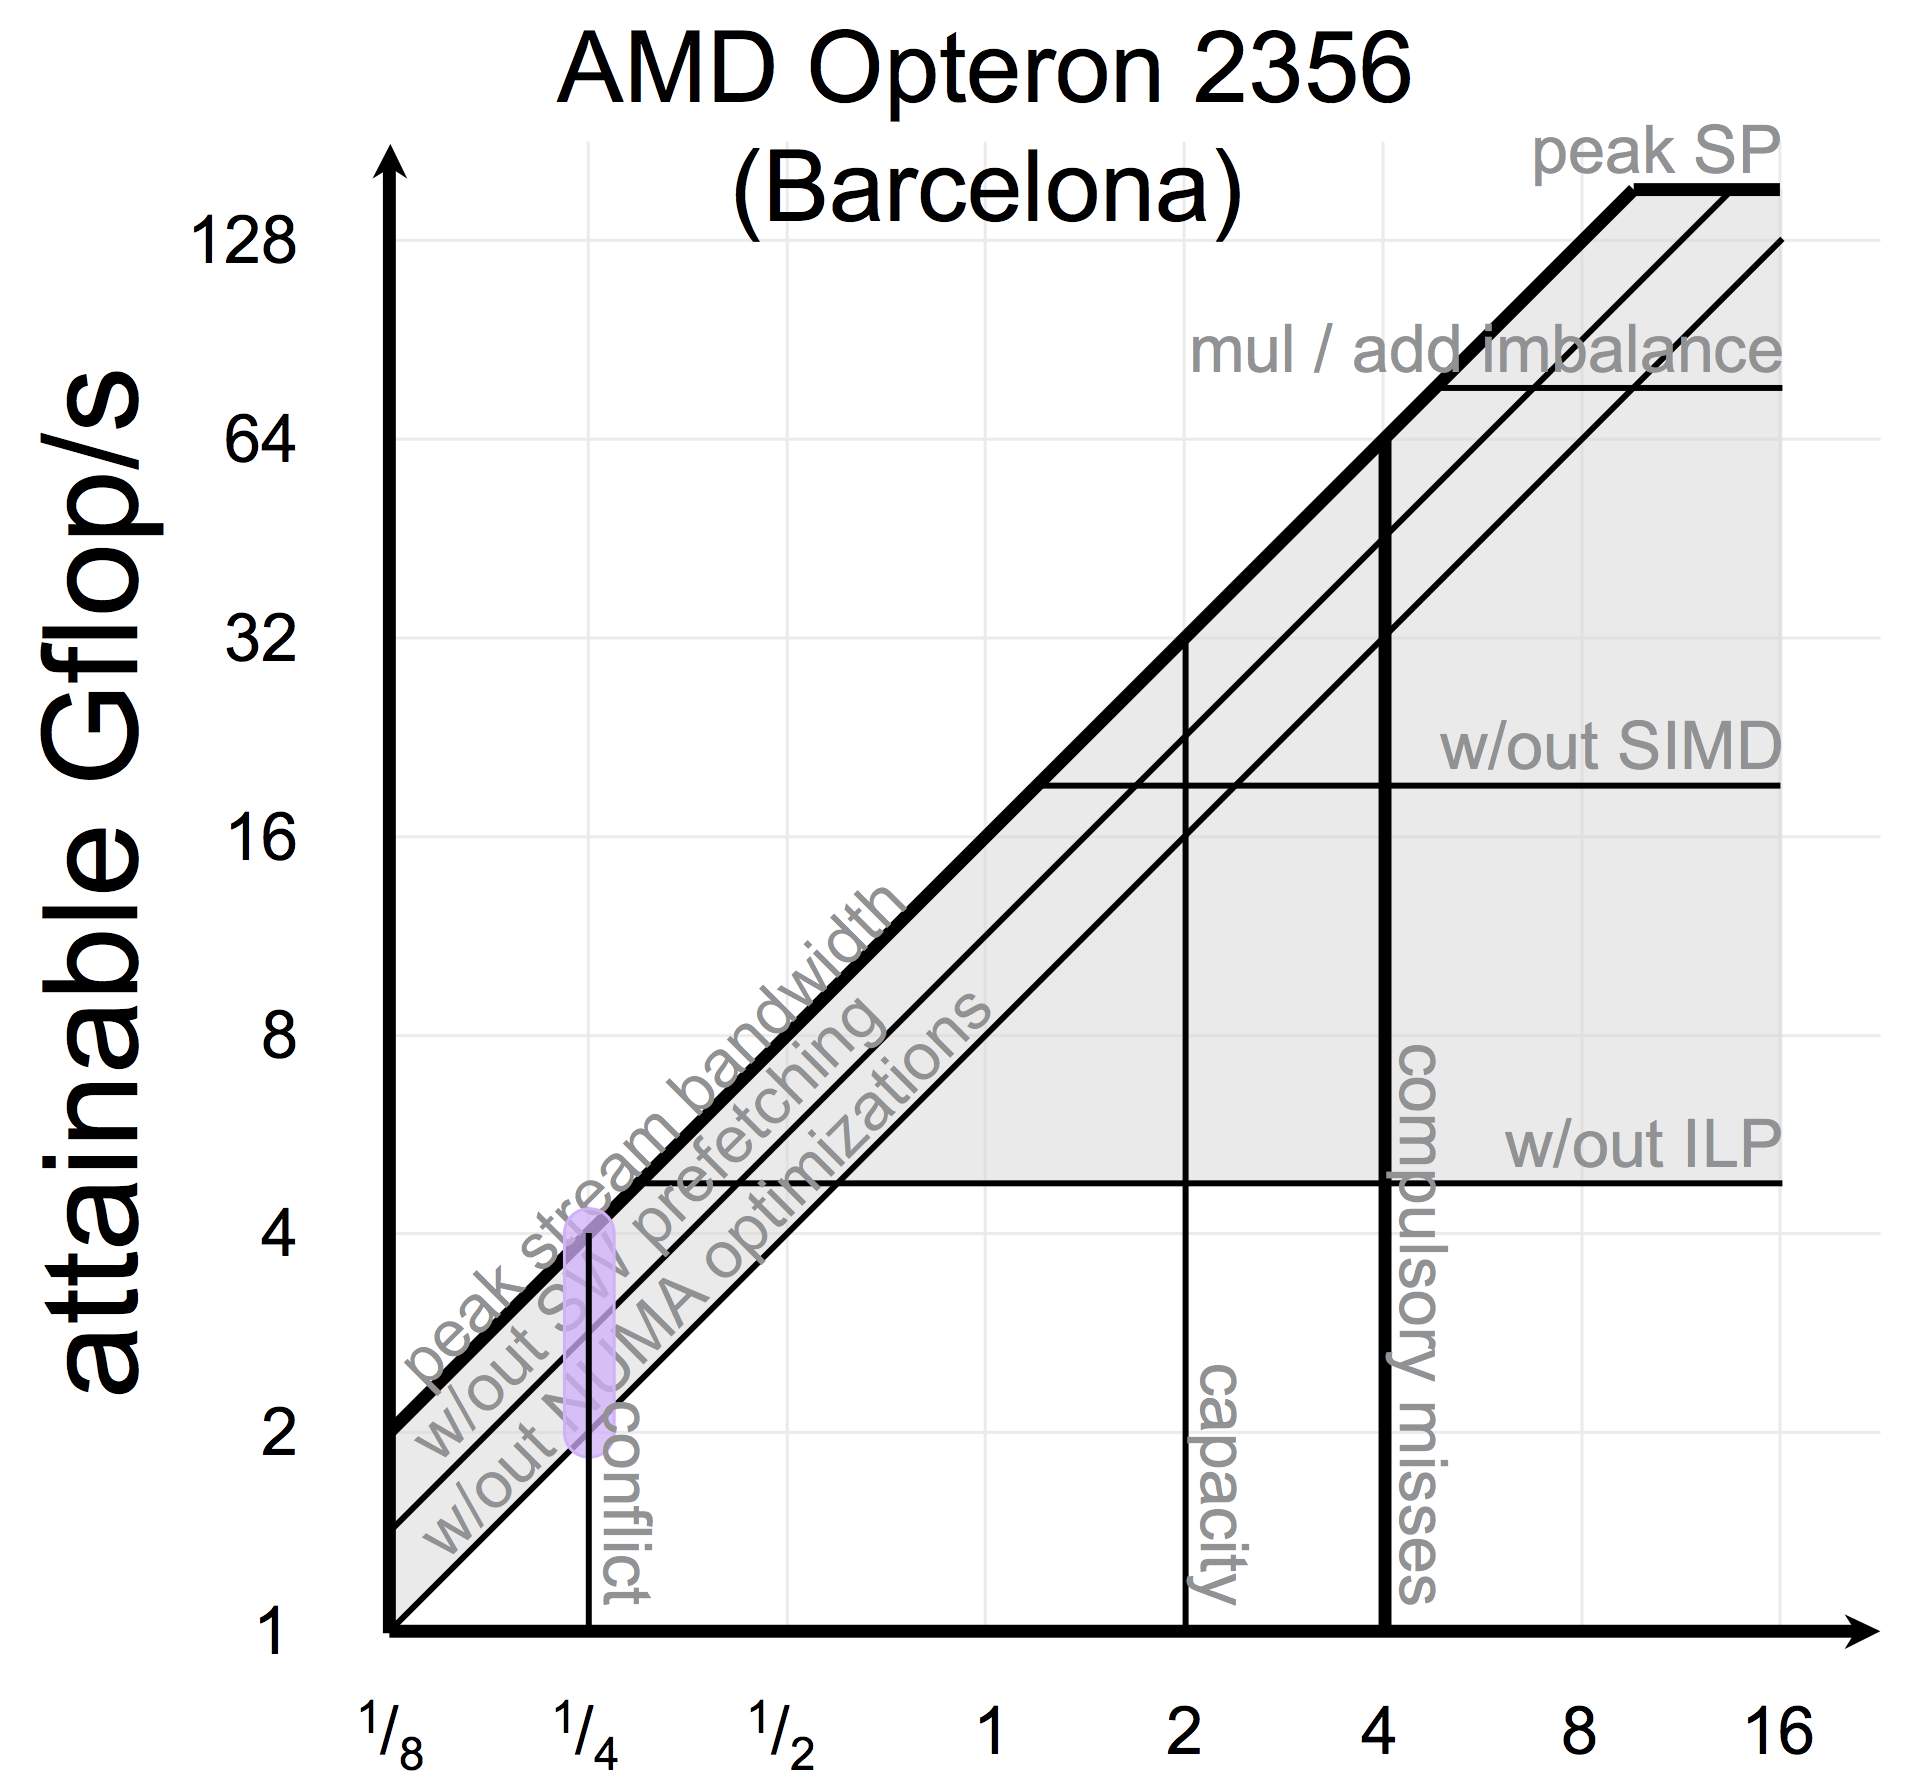 AMD Opteron 2356
(Barcelona)
attainable Gflop/s
128
64
32
16
8
4
2
1
1/8
1/4
1/2
1
2
4
8
16
peak SP
mul / add imbalance
w/out SIMD
w/out ILP
peak stream bandwidth
w/out SW prefetching
w/out NUMA optimizations
conflict
capacity
compulsory misses